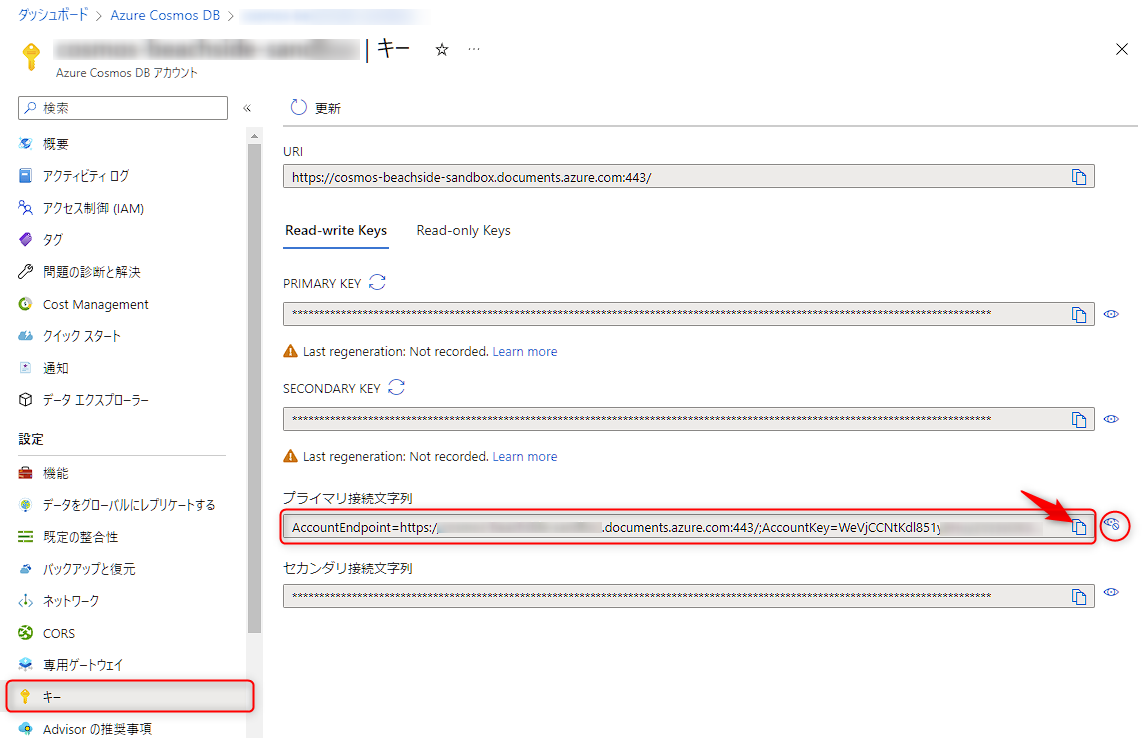 ダッシュボード > Azure Cosmos DB >
| キー ☆ …
Azure Cosmos DB アカウント
検索
«
更新
概要
アクティビティ ログ
アクセス制御 (IAM)
タグ
問題の診断と解決
Cost Management
クイック スタート
通知
データ エクスプローラー
設定
機能
データをグローバルにレプリケートする
既定の整合性
バックアップと復元
ネットワーク
CORS
専用ゲートウェイ
キー
Advisor の推奨事項
URI
https://cosmos-beachside-sandbox.documents.azure.com:443/
Read-write Keys
Read-only Keys
PRIMARY KEY
Last regeneration: Not recorded. Learn more
SECONDARY KEY
Last regeneration: Not recorded. Learn more
プライマリ接続文字列
AccountEndpoint=https:/ .documents.azure.com:443/;AccountKey=WeVjCCNtKdl851y
セカンダリ接続文字列